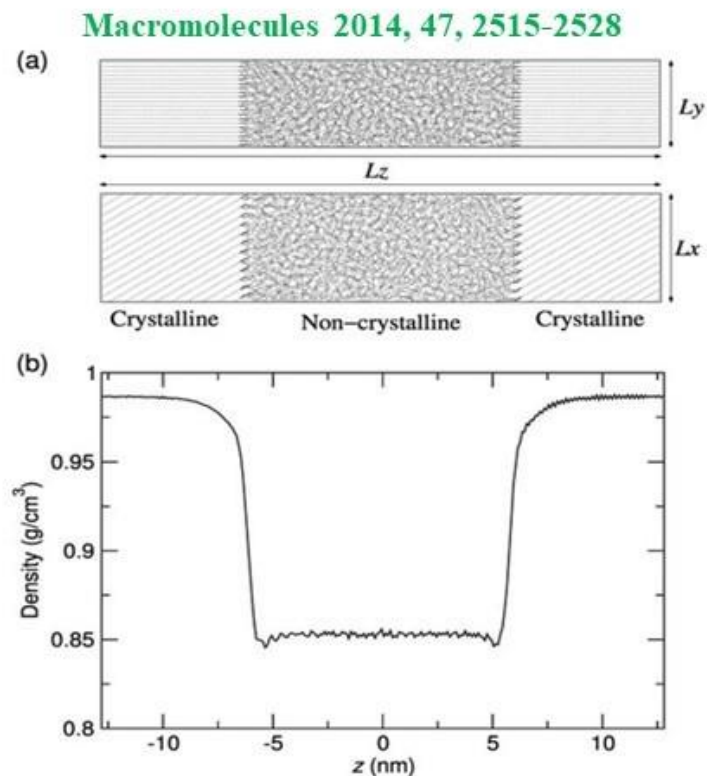 Macromolecules 2014, 47, 2515-2528
(a)
Ly
Lz
Lx
Crystalline Non-crystalline Crystalline
(b)
1
0.95
0.9
0.85
0.8
Density (g/cm³)
-10 -5 0 5 10
z (nm)